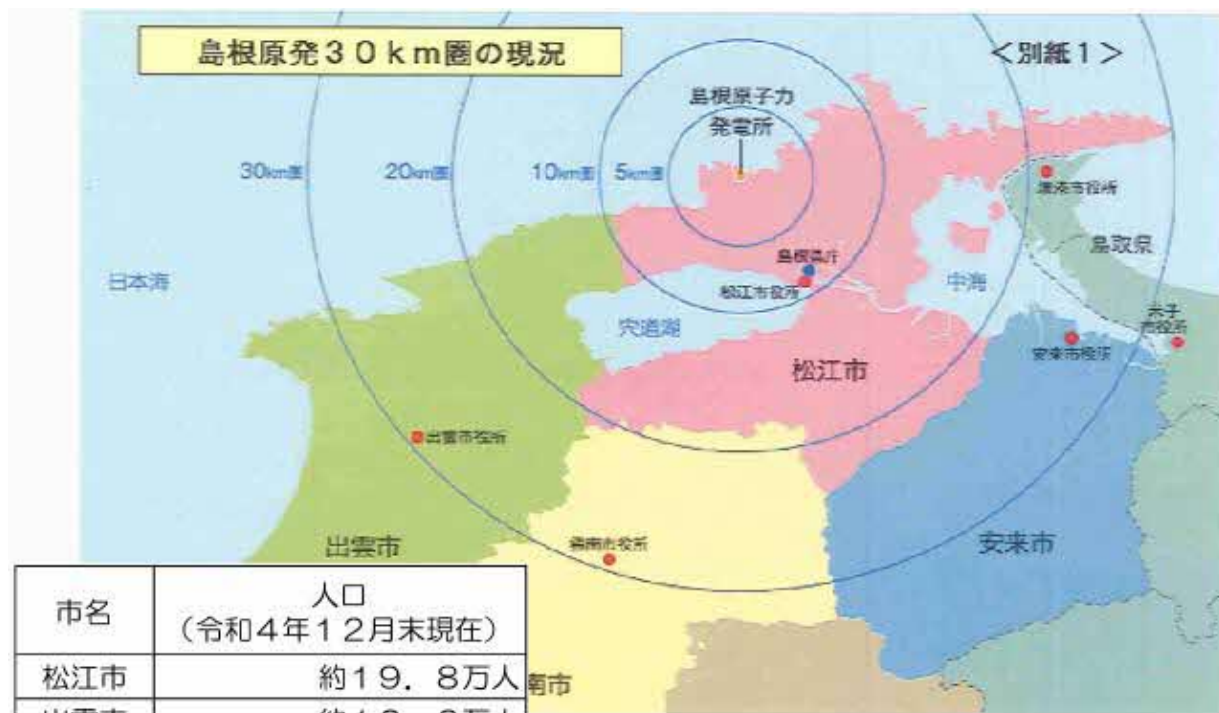 島根原発30km圏の現況
<別紙1>
島根原子力
発電所
30km圏
20km圏
10km圏
5km圏
境港市役所
鳥取県
日本海
島根県庁
松江市役所
中海
宍道湖
米子
市役所
安来市役所
松江市
出雲市役所
雲南市役所
出雲市
安来市
市名
人口
(令和4年12月末現在)
松江市
約19.8万人
南市